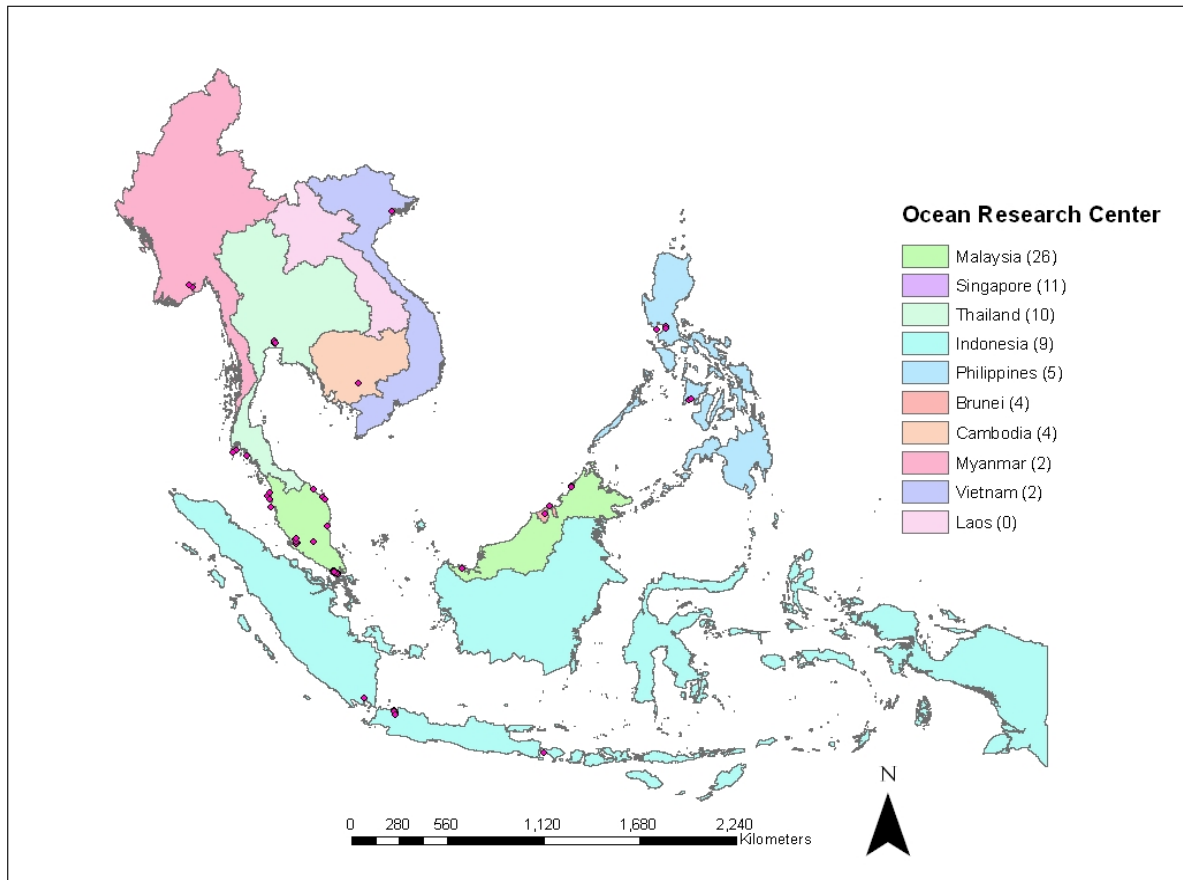 Ocean Research Center
Malaysia (26)
Singapore (11)
Thailand (10)
Indonesia (9)
Philippines (5)
Brunei (4)
Cambodia (4)
Myanmar (2)
Vietnam (2)
Laos (0)
N
0 280 560 1,120 1,680 2,240
Kilometers